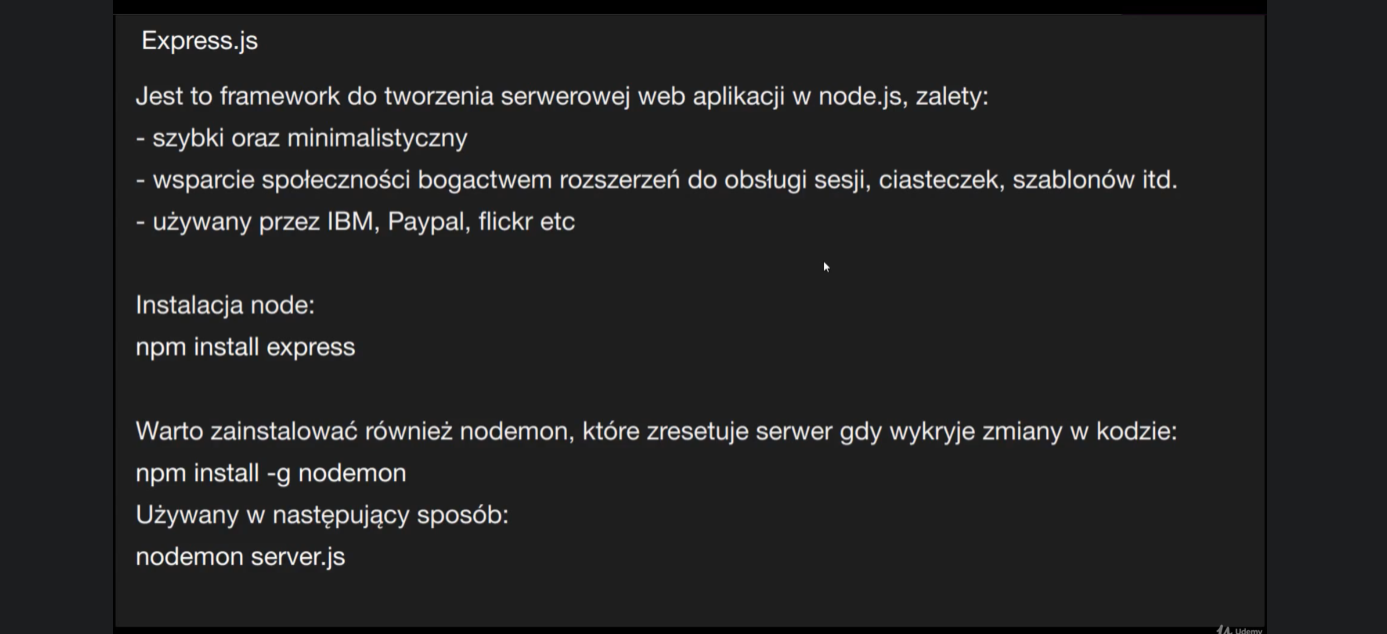 Express.js
Jest to framework do tworzenia serwerowej web aplikacji w node.js, zalety:
- szybki oraz minimalistyczny
- wsparcie społeczności bogactwem rozszerzeń do obsługi sesji, ciasteczek, szablonów itd.
- używany przez IBM, Paypal, flickr etc
Instalacja node:
npm install express
Warto zainstalować również nodemon, które zresetuje serwer gdy wykryje zmiany w kodzie:
npm install -g nodemon
Używany w następujący sposób:
nodemon server.js
Udemy